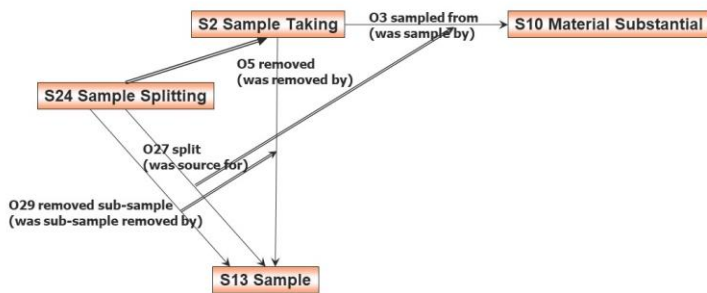 S2 Sample Taking
O3 sampled from
(was sample by)
S10 Material Substantial
O5 removed
(was removed by)
S24 Sample Splitting
O27 split
(was source for)
O29 removed sub-sample
(was sub-sample removed by)
S13 Sample